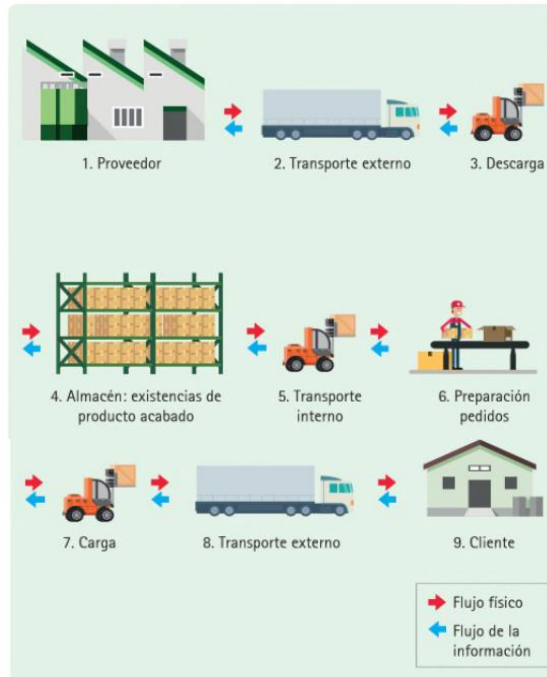 1. Proveedor
2. Transporte externo
3. Descarga
4. Almacén: existencias de
producto acabado
5. Transporte
interno
6. Preparación
pedidos
7. Carga
8. Transporte externo
9. Cliente
Flujo físico
Flujo de la
información